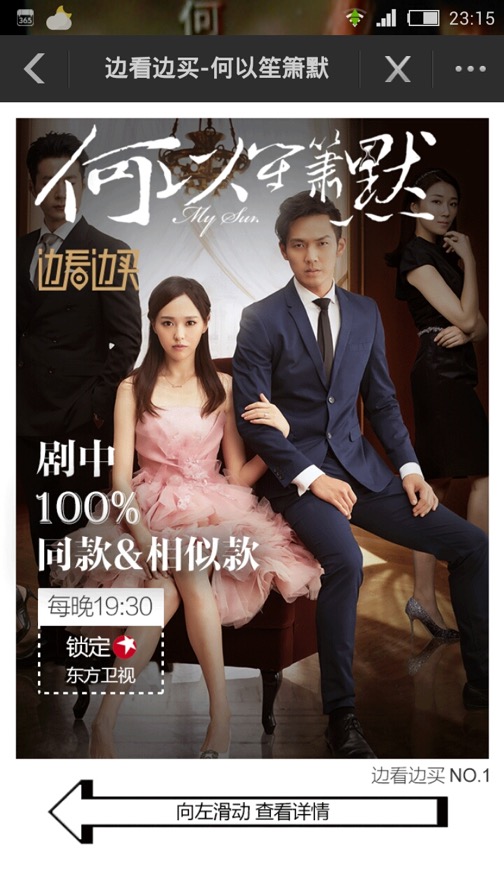 365
23:15
何
边看边买-何以笙箫默
何以笙箫默
My Sun
边看边买
剧中
100%
同款&相似款
每晚19:30
锁定
东方卫视
边看边买 NO.1
向左滑动 查看详情